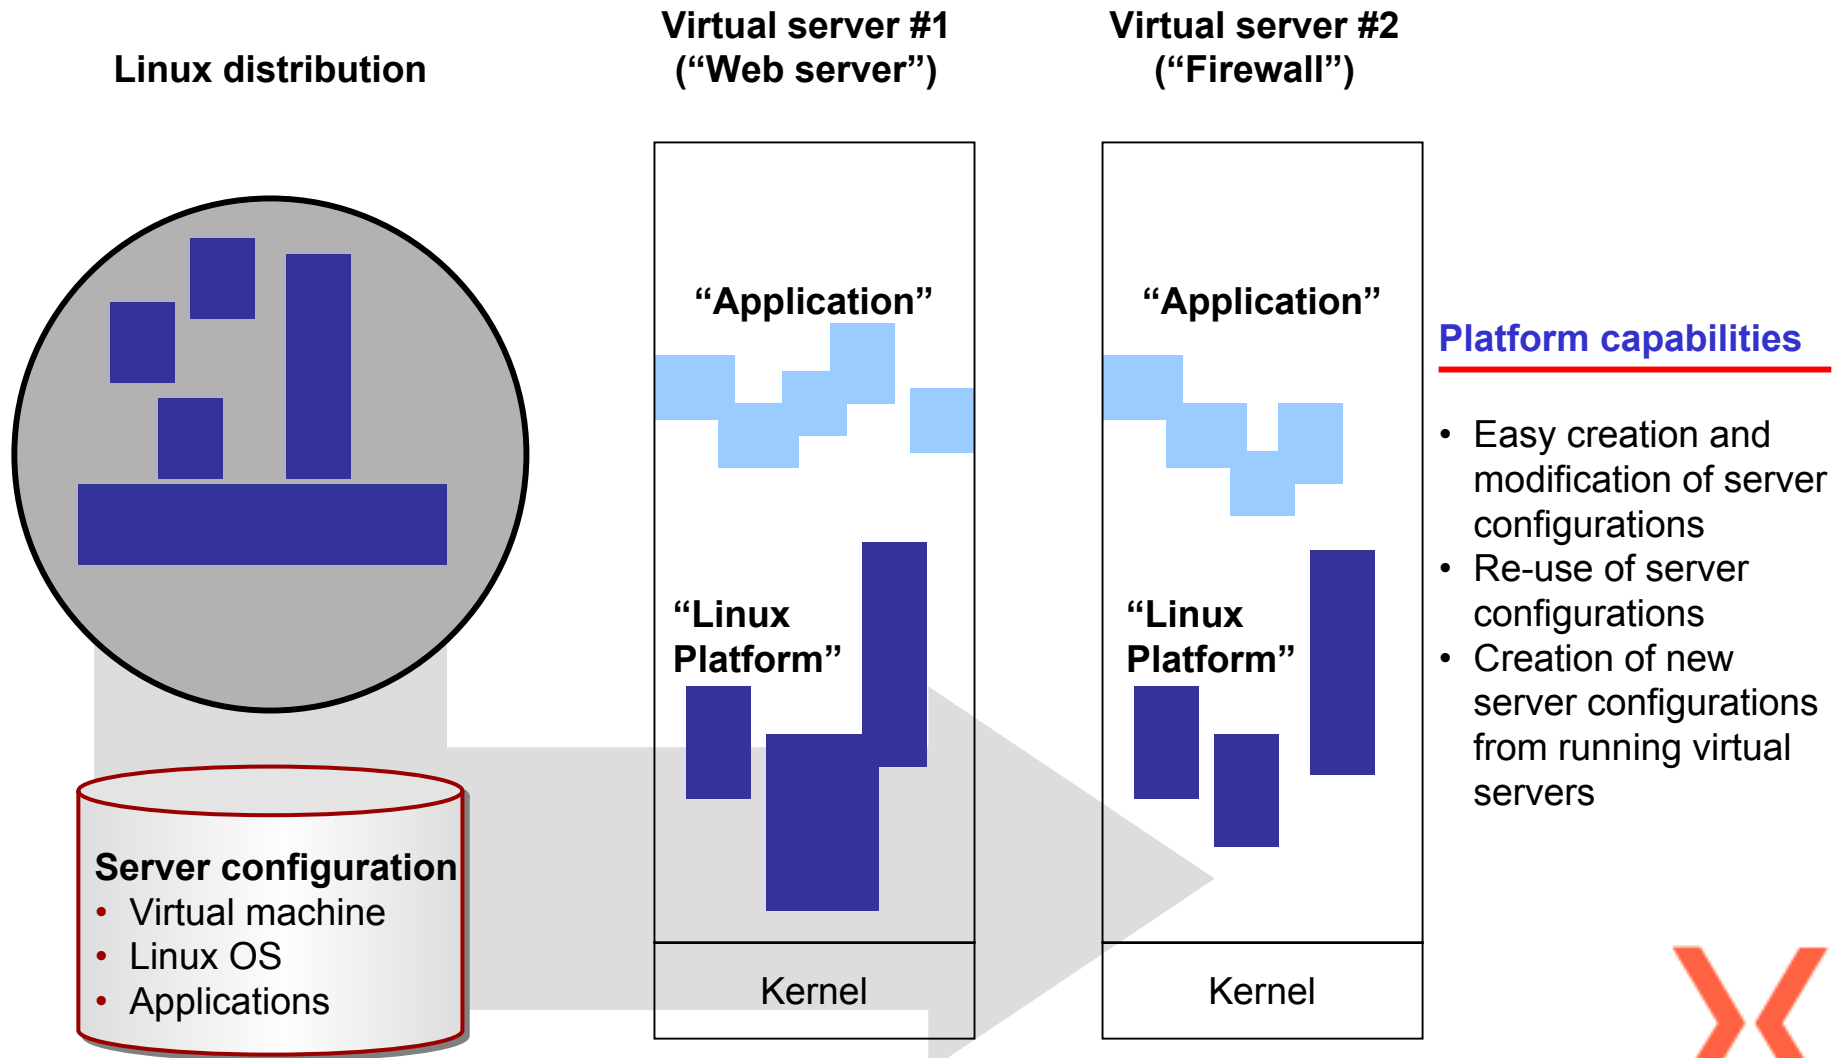 Linux distribution
Virtual server #1
(“Web server”)
Virtual server #2
(“Firewall”)
“Application”
“Linux
Platform”
Kernel
“Application”
“Linux
Platform”
Kernel
Server configuration
• Virtual machine
• Linux OS
• Applications
Platform capabilities
• Easy creation and
modification of server
configurations
• Re-use of server
configurations
• Creation of new
server configurations
from running virtual
servers